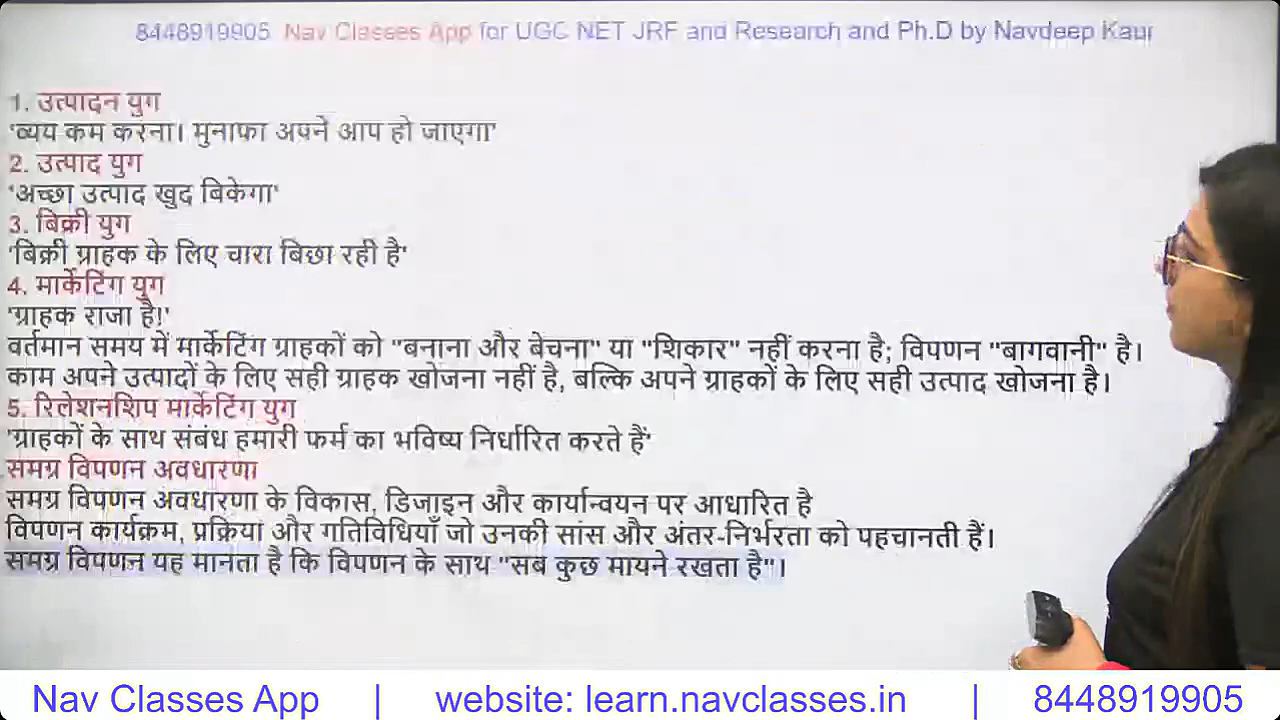 8448919905 Nav Classes App for UGC NET JRF and Research and Ph.D by Navdeep Kaur
1. उत्पादन युग
'व्यय कम करना। मुनाफा अपने आप हो जाएगा'
2. उत्पाद युग
'अच्छा उत्पाद खुद बिकेगा'
3. बिक्री युग
'बिक्री ग्राहक के लिए चारा बिछा रही है'
4. मार्केटिंग युग
'ग्राहक राजा है!'
वर्तमान समय में मार्केटिंग ग्राहकों को "बनाना और बेचना" या "शिकार" नहीं करना है; विपणन "बागवानी" है।
काम अपने उत्पादों के लिए सही ग्राहक खोजना नहीं है, बल्कि अपने ग्राहकों के लिए सही उत्पाद खोजना है।
5. रिलेशनशिप मार्केटिंग युग
'ग्राहकों के साथ संबंध हमारी फर्म का भविष्य निर्धारित करते हैं'
समग्र विपणन अवधारणा
समग्र विपणन अवधारणा के विकास, डिजाइन और कार्यान्वयन पर आधारित है
विपणन कार्यक्रम, प्रक्रिया और गतिविधियाँ जो उनकी सांस और अंतर-निर्भरता को पहचानती हैं।
समग्र विपणन यह मानता है कि विपणन के साथ "सब कुछ मायने रखता है"।
Nav Classes App | website: learn.navclasses.in | 8448919905